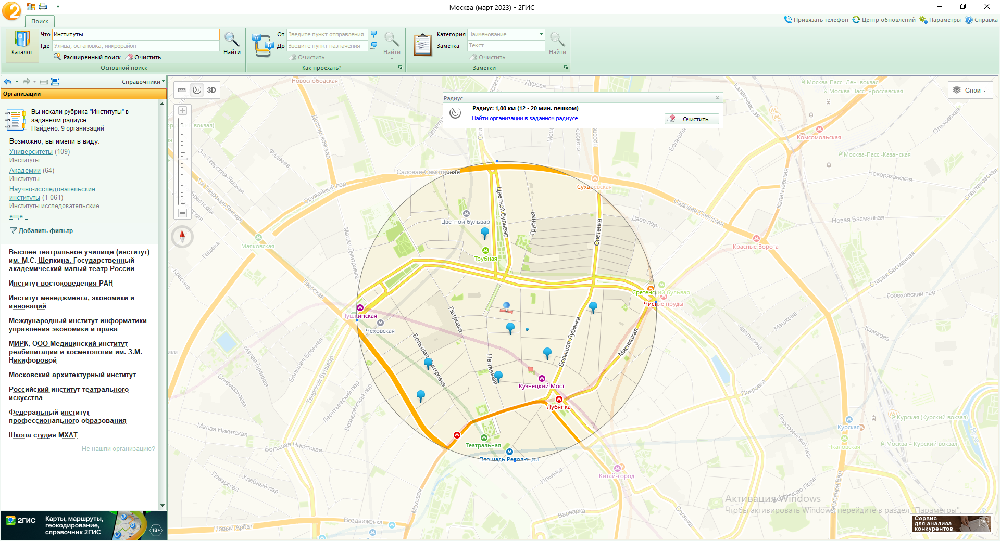 Москва (март 2023) - 2ГИС
Поиск
Привязать телефон
Центр обновлений
Параметры
Справка
Каталог
Что
Институты
Где
Улица, остановка, микрорайон
Расширенный поиск
Очистить
Найти
Основной поиск
От
Введите пункт отправления
До
Введите пункт назначения
Очистить
Найти
Как проехать?
Категория
Наименование
Заметка
Текст
Очистить
Найти
Заметки
Справочники
Организации
Вы искали рубрика "Институты" в
заданном радиусе
Найдено: 9 организаций
Возможно, вы имели в виду:
Университеты (109)
Институты
Академии (64)
Институты
Научно-исследовательские
институты (1 061)
Институты исследовательские
еще...
Добавить фильтр
Высшее театральное училище (институт)
им. М.С. Щепкина, Государственный
академический малый театр России
Институт востоковедения РАН
Институт менеджмента, экономики и
инноваций
Международный институт информатики
управления экономики и права
МИРК, ООО Медицинский институт
реабилитации и косметологии им. З.М.
Никифоровой
Московский архитектурный институт
Российский институт театрального
искусства
Федеральный институт
профессионального образования
Школа-студия МХАТ
Не нашли организацию?
2ГИС
Карты, маршруты,
геокодирование,
справочник 2ГИС
18+
3D
Слои
Радиус
x
Радиус: 1,00 км (12 - 20 мин. пешком)
Найти организации в заданном радиусе
Очистить
Новослободская
Дурова
Москва-Пасс.-Лен. вокзал
Москва-Пасс.-Ярославская
Каланчёвская
Ольховская
Комсомольская
Москва-Пасс.-Казанская
Долгоруковская
Фадеева
3-я Тверская-Ямская
1-я Тверская-Ямская
Брестская
Оружейный пер
Садовая-Самотечная
Сухаревская
Новорязанская
Спартаковская
Каланчёвская
Садовая-Спасская
Цветной бульвар
Цветной бульвар
Трубная
Сретенка
Даев пер
Новая Басманная
Красные Ворота
Маяковская
Гашека
Малая Дмитровка
Трубная
Старая Басманная
Красина
Тверская
Сретенский бульвар
Чистые пруды
Гороховский пер
Пушкинская
Чеховская
Петровка
Машкова
Чаплыгина
Казакова
Большая Дмитровка
Большая Лубянка
Мясницкая
Большая Бронная
Малая Бронная
Тверской бульвар
Неглинная
Спиридоновка
Леонтьевский пер
Вознесенский пер
Кузнецкий Мост
Лубянка
Покровка
Подсосенский пер
Курская
Курская (Курский вокзал)
Яуза
Чкаловская
Москва – Курский вокзал
Малая Никитская
Большая Никитская
Театральная
Площадь Революции
Ильинка
Китай-город
Хлебный пер
Поварская
Моховая
Земляной Вал
Солянка
Варварка
Воздвиженка
Новый Арбат
Активация Windows
Чтобы активировать Windows, перейдите в раздел "Параметры".
Сервис
для анализа
конкурентов
18+